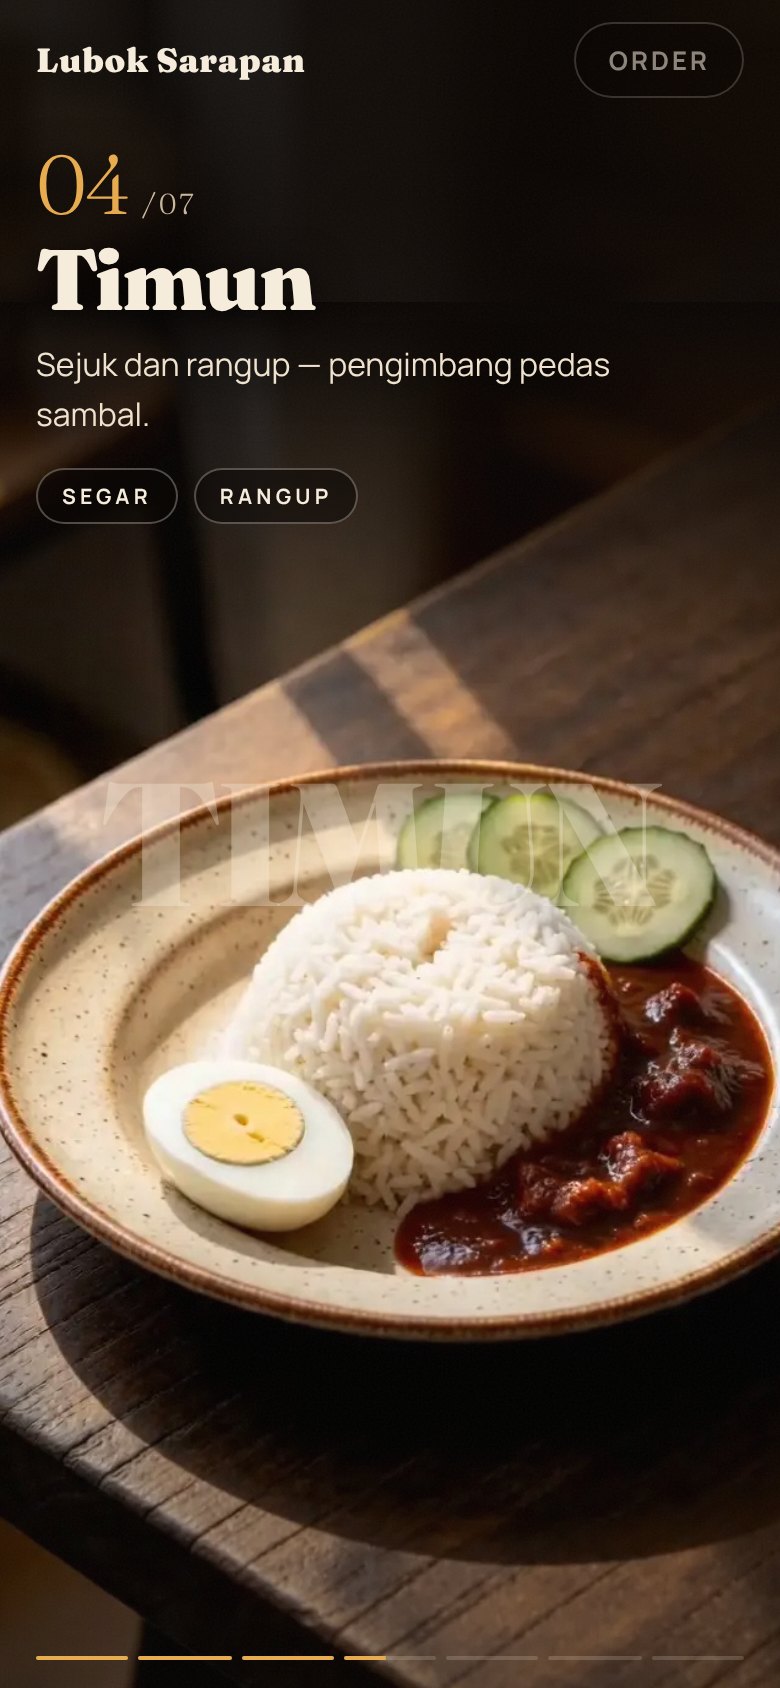 Lubok Sarapan
ORDER
04 /07
Timun
Sejuk dan rangup — pengimbang pedas
sambal.
SEGAR
RANGUP
TIMUN